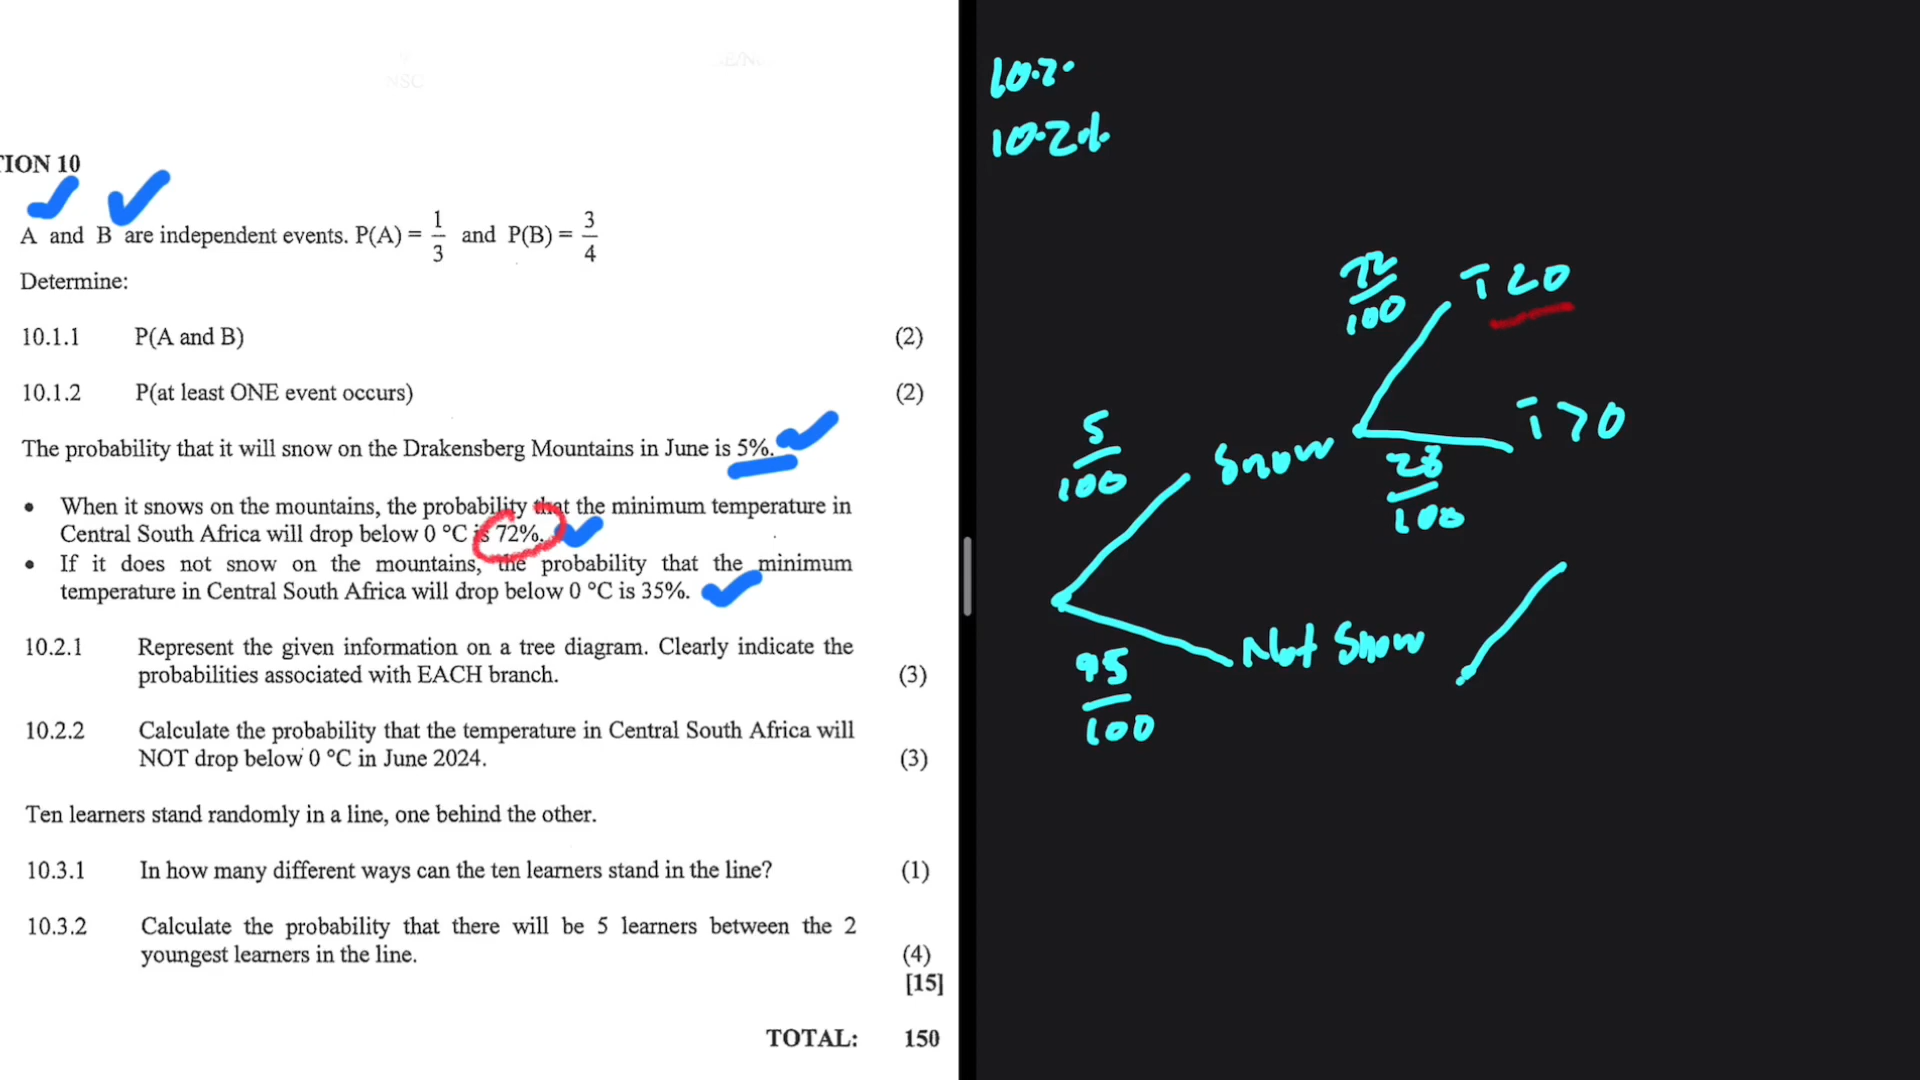 TION 10
A and B are independent events. P(A) = 1/3 and P(B) = 3/4
Determine:
10.1.1 P(A and B) (2)
10.1.2 P(at least ONE event occurs) (2)
The probability that it will snow on the Drakensberg Mountains in June is 5%.
• When it snows on the mountains, the probability that the minimum temperature in
Central South Africa will drop below 0 °C is 72%.
• If it does not snow on the mountains, the probability that the minimum
temperature in Central South Africa will drop below 0 °C is 35%.
10.2.1 Represent the given information on a tree diagram. Clearly indicate the
probabilities associated with EACH branch. (3)
10.2.2 Calculate the probability that the temperature in Central South Africa will
NOT drop below 0 °C in June 2024. (3)
Ten learners stand randomly in a line, one behind the other.
10.3.1 In how many different ways can the ten learners stand in the line? (1)
10.3.2 Calculate the probability that there will be 5 learners between the 2
youngest learners in the line. (4)
[15]
TOTAL: 150
NSC
10.2
72/100
T<0
T>0
5/100
Snow
28/100
Not Snow
95/100